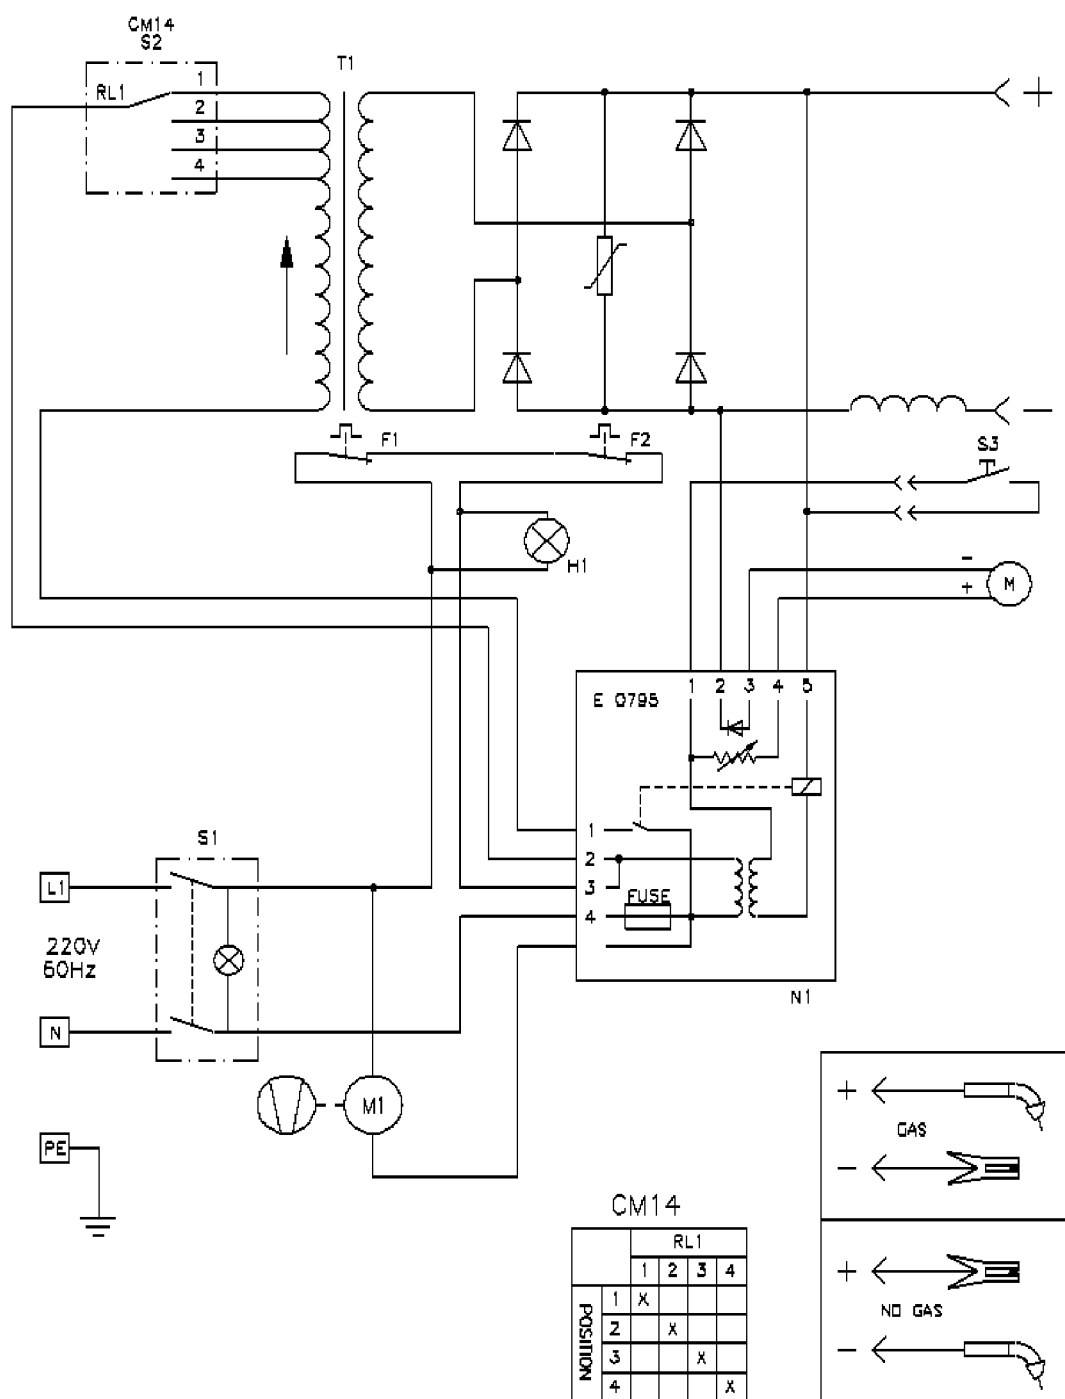 CM14
S2
T1
RL1
1
2
3
4
+
F1
F2
−
S3
H1
−
+
M
1 2 3 4 5
E 0795
1
2
3
FUSE
4
N1
S1
L1
220V
60Hz
N
M1
PE
+
GAS
−
+
NO GAS
−
CM14
RL1
1 2 3 4
POSITION
1 X
2 X
3 X
4 X